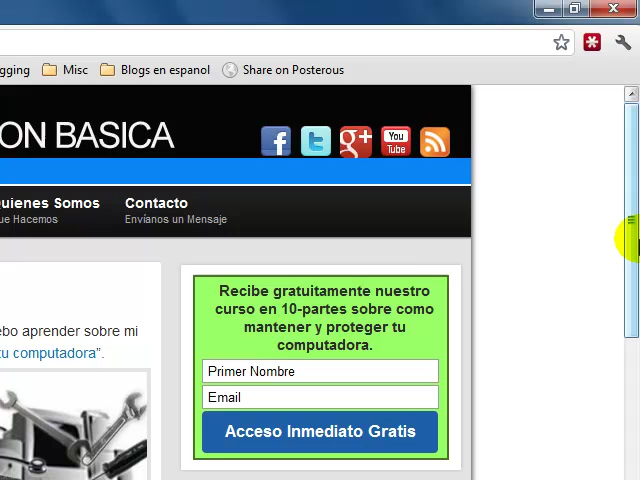 gging Misc Blogs en espanol Share on Posterous
ON BASICA
f t g+ You Tube
uienes Somos Contacto
ue Hacemos Envíanos un Mensaje
Recibe gratuitamente nuestro
curso en 10-partes sobre como
mantener y proteger tu
computadora.
ebo aprender sobre mi
tu computadora”.
Primer Nombre
Email
Acceso Inmediato Gratis